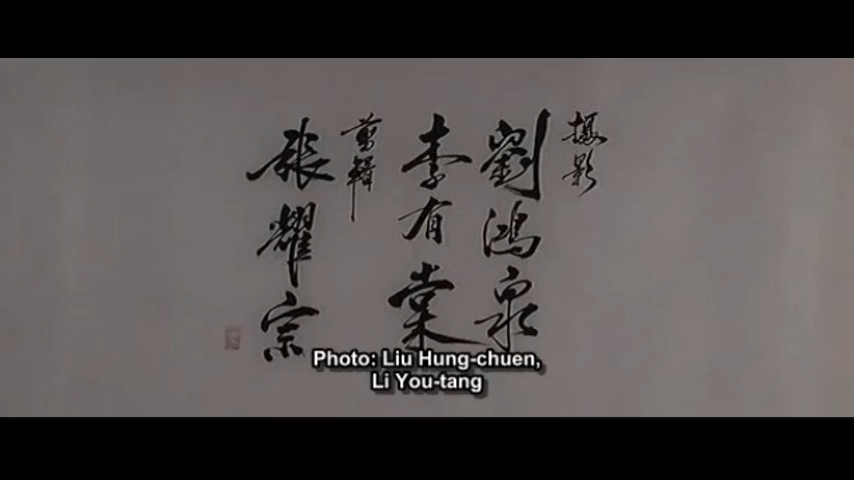 攝影
劉鴻泉
李有棠
剪輯
張耀宗
Photo: Liu Hung-chuen,
Li You-tang